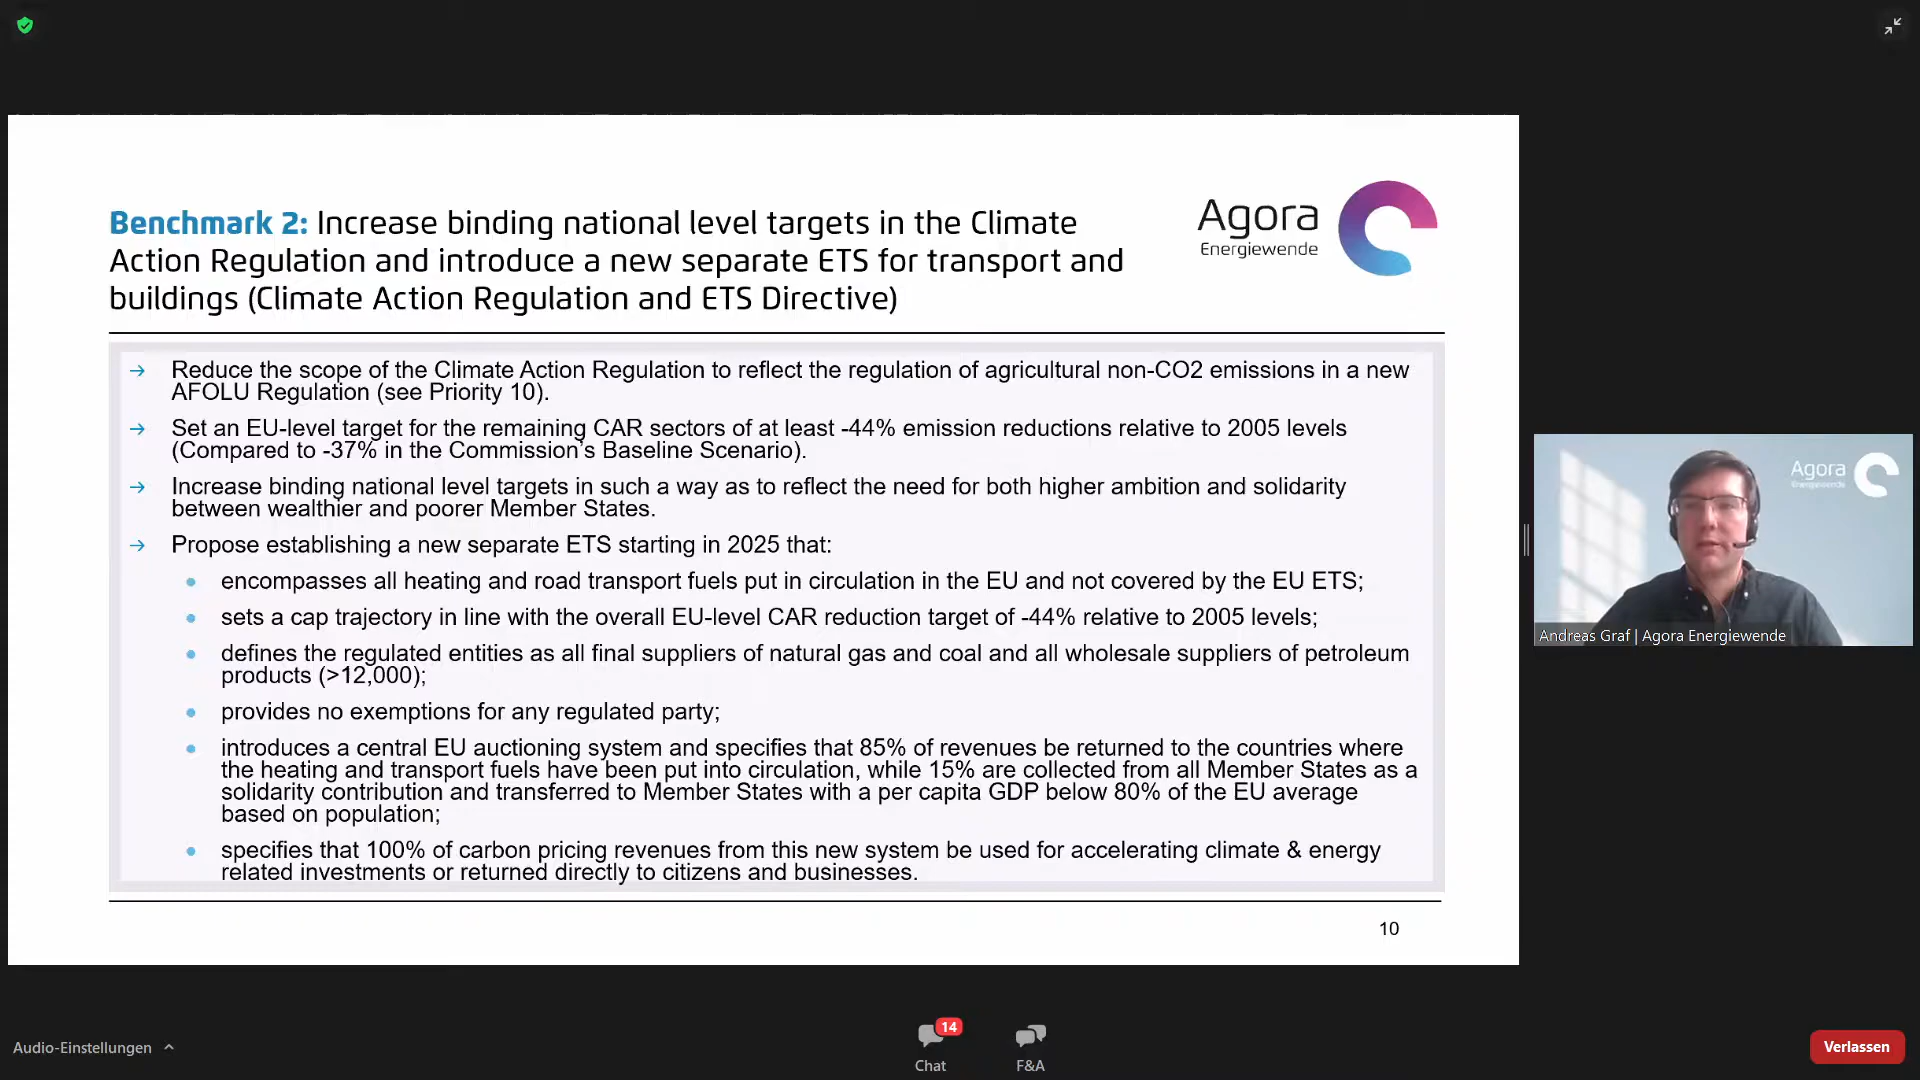 Benchmark 2: Increase binding national level targets in the Climate
Action Regulation and introduce a new separate ETS for transport and
buildings (Climate Action Regulation and ETS Directive)
Agora
Energiewende
→ Reduce the scope of the Climate Action Regulation to reflect the regulation of agricultural non-CO2 emissions in a new
AFOLU Regulation (see Priority 10).
→ Set an EU-level target for the remaining CAR sectors of at least -44% emission reductions relative to 2005 levels
(Compared to -37% in the Commission's Baseline Scenario).
→ Increase binding national level targets in such a way as to reflect the need for both higher ambition and solidarity
between wealthier and poorer Member States.
→ Propose establishing a new separate ETS starting in 2025 that:
• encompasses all heating and road transport fuels put in circulation in the EU and not covered by the EU ETS;
• sets a cap trajectory in line with the overall EU-level CAR reduction target of -44% relative to 2005 levels;
• defines the regulated entities as all final suppliers of natural gas and coal and all wholesale suppliers of petroleum
products (>12,000);
• provides no exemptions for any regulated party;
• introduces a central EU auctioning system and specifies that 85% of revenues be returned to the countries where
the heating and transport fuels have been put into circulation, while 15% are collected from all Member States as a
solidarity contribution and transferred to Member States with a per capita GDP below 80% of the EU average
based on population;
• specifies that 100% of carbon pricing revenues from this new system be used for accelerating climate & energy
related investments or returned directly to citizens and businesses.
10
Agora
Energiewende
Andreas Graf | Agora Energiewende
Audio-Einstellungen
14
Chat
F&A
Verlassen